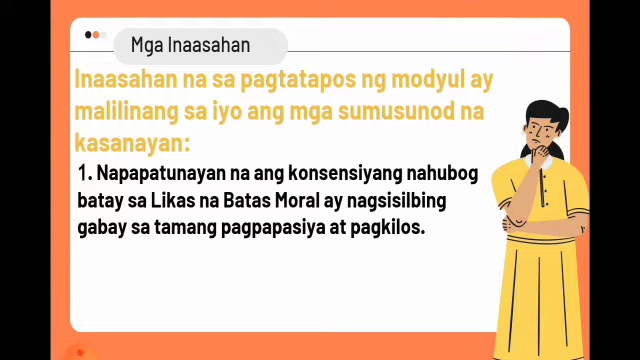 Mga Inaasahan
Inaasahan na sa pagtatapos ng modyul ay
malilinang sa iyo ang mga sumusunod na
kasanayan:
1. Napapatunayan na ang konsensiyang nahubog
batay sa Likas na Batas Moral ay nagsisilbing
gabay sa tamang pagpapasiya at pagkilos.